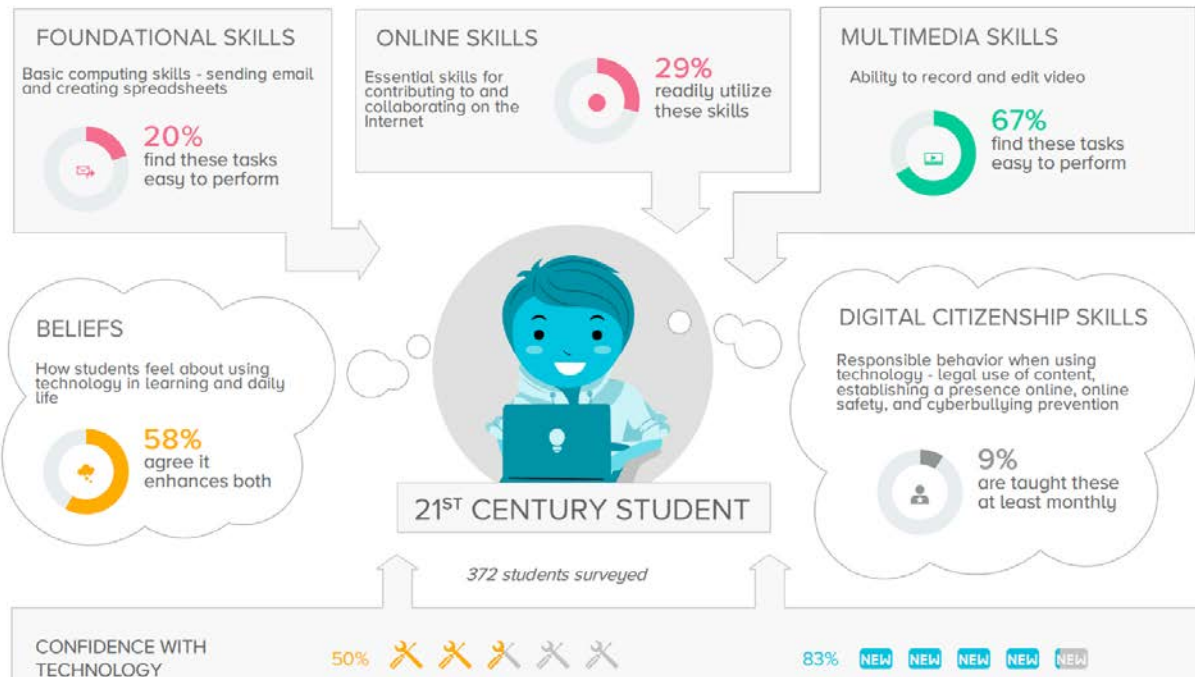 FOUNDATIONAL SKILLS
Basic computing skills - sending email
and creating spreadsheets
20%
find these tasks
easy to perform
ONLINE SKILLS
Essential skills for
contributing to and
collaborating on the
Internet
29%
readily utilize
these skills
MULTIMEDIA SKILLS
Ability to record and edit video
67%
find these tasks
easy to perform
BELIEFS
How students feel about using
technology in learning and daily
life
58%
agree it
enhances both
DIGITAL CITIZENSHIP SKILLS
Responsible behavior when using
technology - legal use of content,
establishing a presence online, online
safety, and cyberbullying prevention
9%
are taught these
at least monthly
21ST CENTURY STUDENT
372 students surveyed
CONFIDENCE WITH
TECHNOLOGY
50%
83% NEW NEW NEW NEW NEW